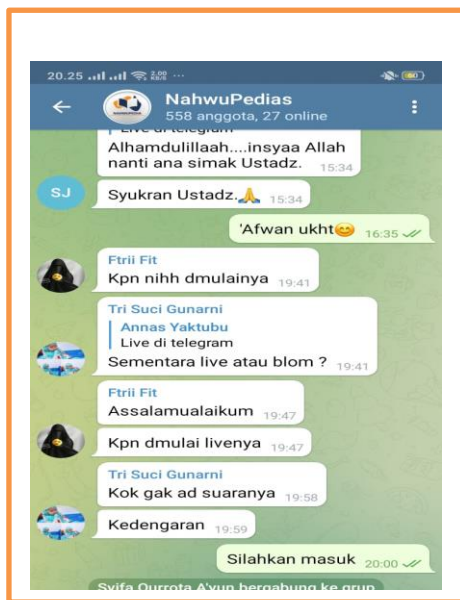 20.25
NahwuPedias
558 anggota, 27 online
Live di telegram
Alhamdulillaah....insyaa Allah
nanti ana simak Ustadz. 15:34
SJ
Syukran Ustadz.🙏 15:34
'Afwan ukht😊 16:35
Ftrii Fit
Kpn nihh dmulainya 19:41
Tri Suci Gunarni
Annas Yaktubu
Live di telegram
Sementara live atau blom ? 19:41
Ftrii Fit
Assalamualaikum 19:47
Kpn dmulai livenya 19:47
Tri Suci Gunarni
Kok gak ad suaranya 19:58
Kedengaran 19:59
Silahkan masuk 20:00
Syifa Qurrota A'yun bergabung ke grup